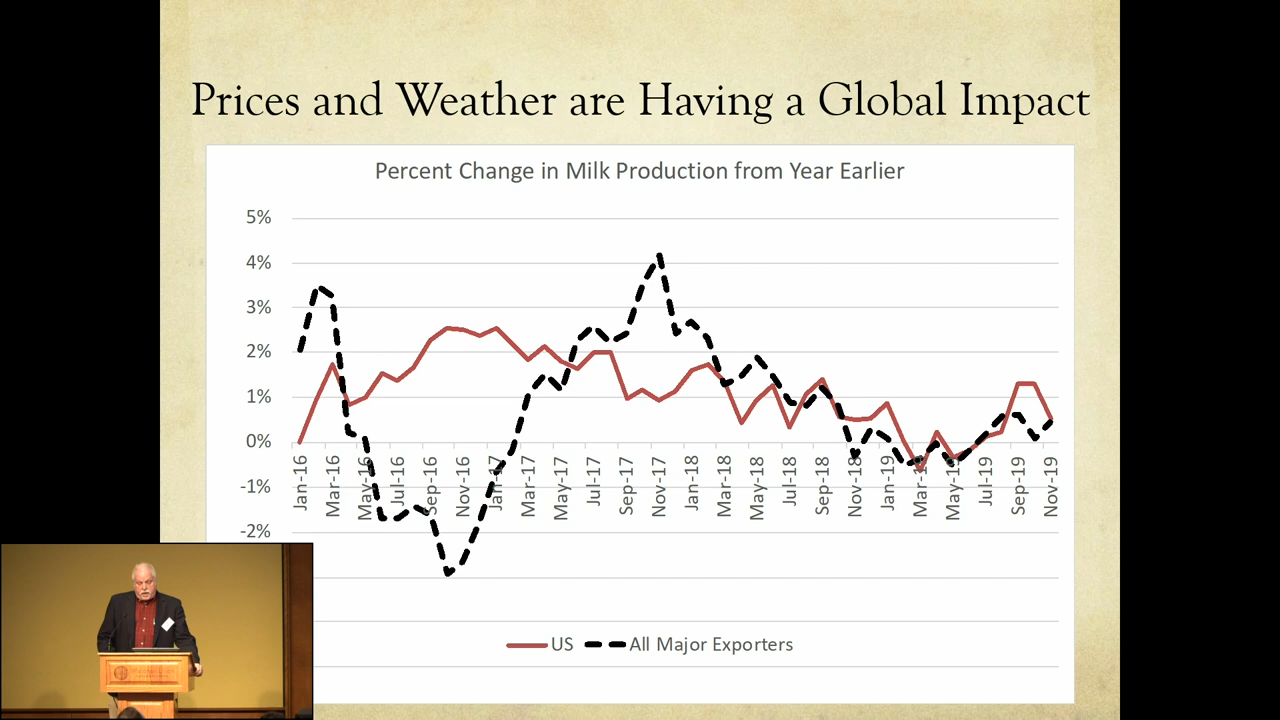 Prices and Weather are Having a Global Impact
Percent Change in Milk Production from Year Earlier
5%
4%
3%
2%
1%
0%
-1%
-2%
Jan-16
Mar-16
May-16
Jul-16
Sep-16
Nov-16
Jan-17
Mar-17
May-17
Jul-17
Sep-17
Nov-17
Jan-18
Mar-18
May-18
Jul-18
Sep-18
Nov-18
Jan-19
Mar-19
May-19
Jul-19
Sep-19
Nov-19
US
All Major Exporters